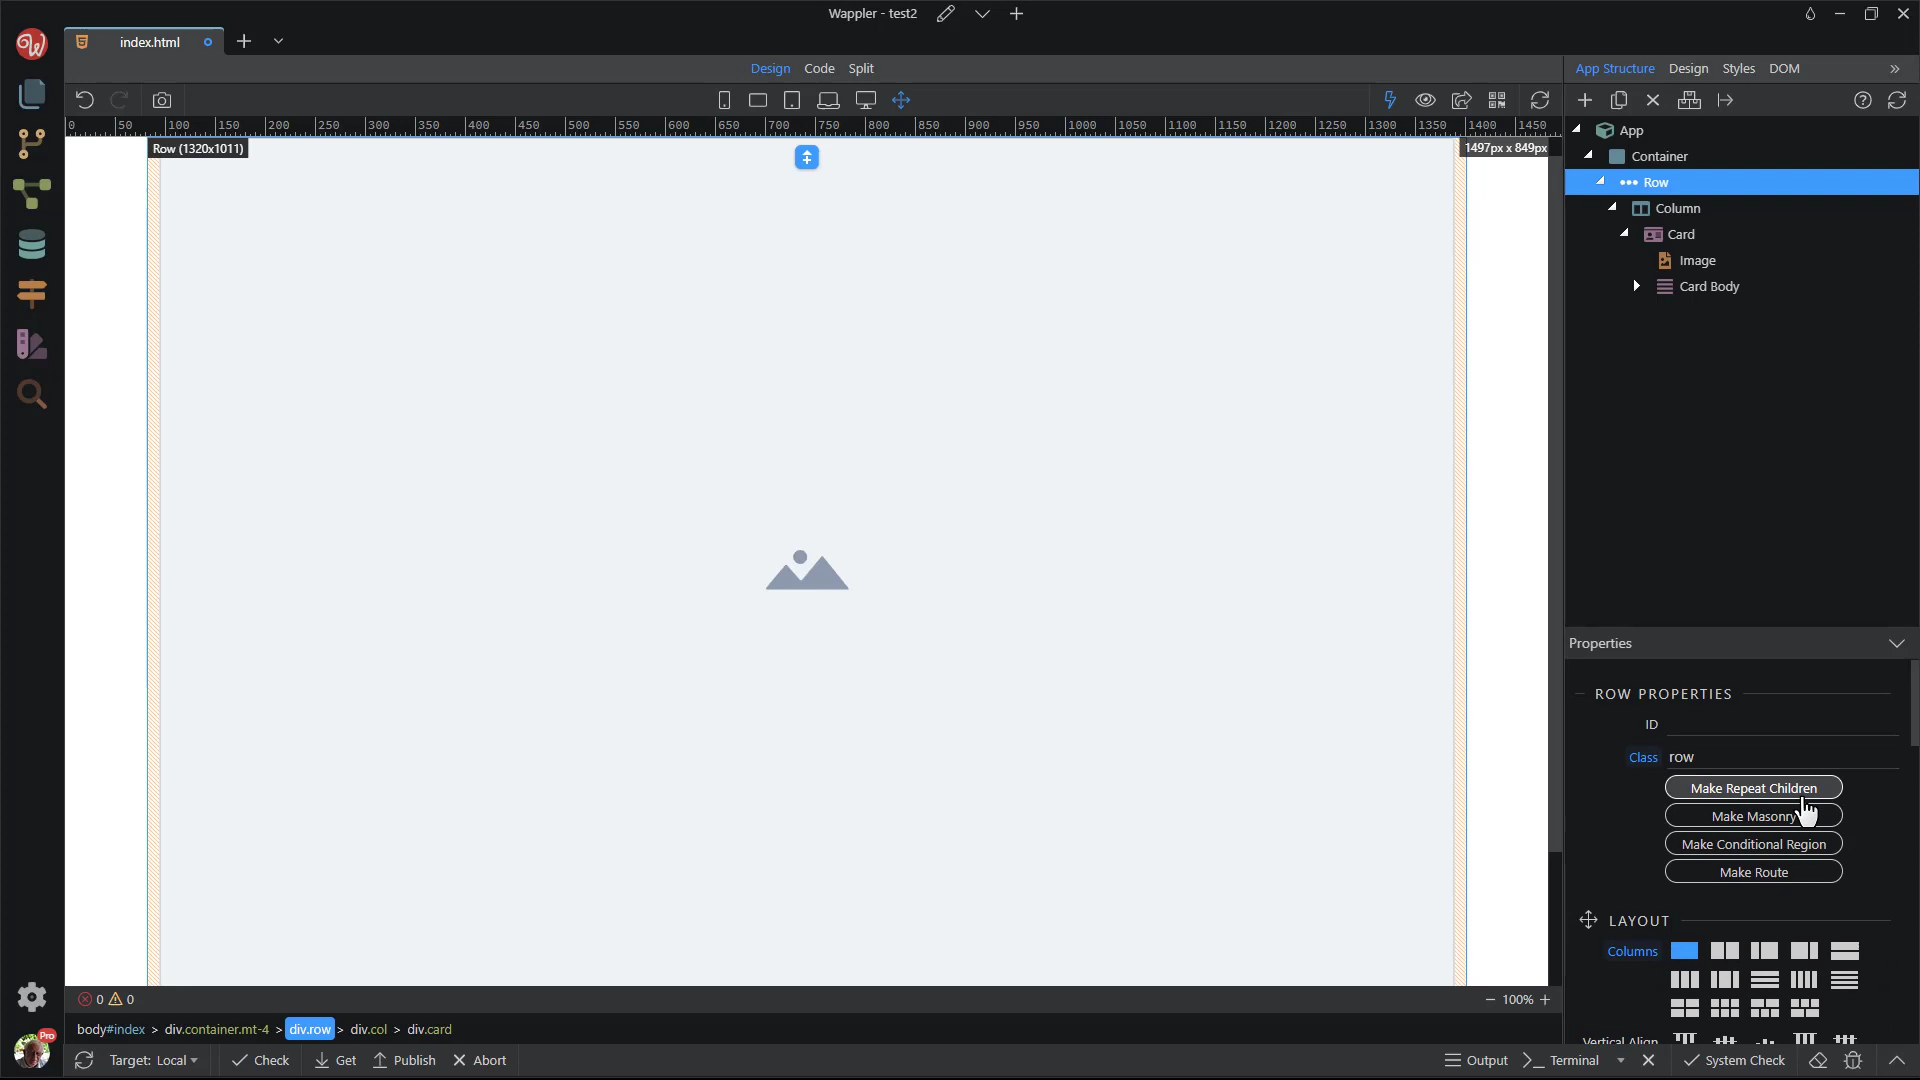 Wappler - test2
index.html
Design Code Split
App Structure Design Styles DOM
0 50 100 150 200 250 300 350 400 450 500 550 600 650 700 750 800 850 900 950 1000 1050 1100 1150 1200 1250 1300 1350 1400 1450
Row (1320x1011)
1497px x 849px
App
Container
Row
Column
Card
Image
Card Body
Properties
ROW PROPERTIES
ID
Class row
Make Repeat Children
Make Masonry
Make Conditional Region
Make Route
LAYOUT
Columns
Vertical Align
0 0
100%
body#index > div.container.mt-4 > div.row > div.col > div.card
Pro
Target: Local
Check
Get
Publish
Abort
Output
Terminal
System Check